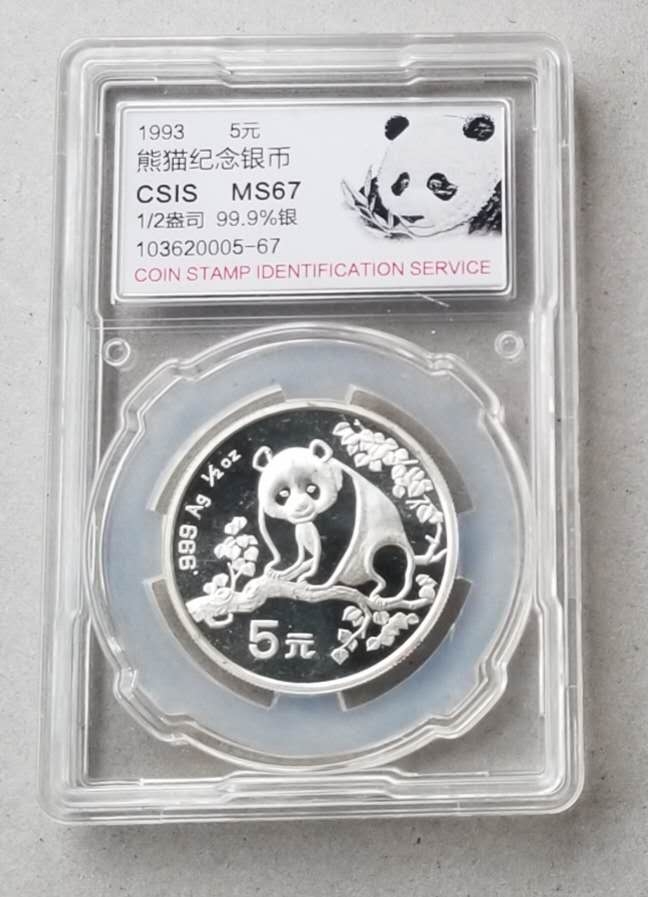 1993 5元
熊猫纪念银币
CSIS MS67
1/2盎司 99.9%银
103620005-67
COIN STAMP IDENTIFICATION SERVICE
.999 Ag 1/2 oz
5元